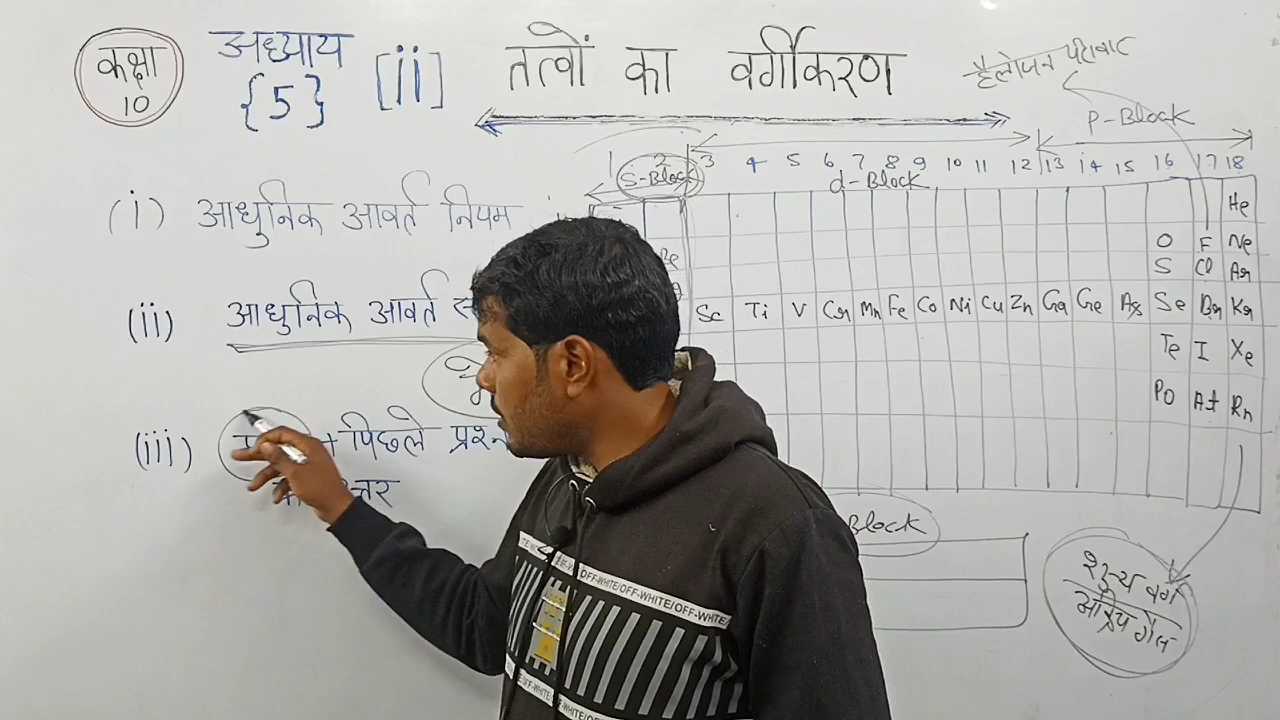 कक्षा
10
अध्याय
{5} [ii]
तत्वों का वर्गीकरण
हैलोजन परिवार
P-Block
1 2 3 4 5 6 7 8 9 10 11 12 13 14 15 16 17 18
S-Block
d-Block
(i) आधुनिक आवर्त नियम
He
Be
O F Ne
S Cl Ar
(ii) आधुनिक आवर्त
Sc Ti V Cr Mn Fe Co Ni Cu Zn Ga Ge As Se Br Kr
Te I Xe
Po At Rn
(iii) + पिछले प्रश्न
Block
शून्य वर्ग
अक्रिय गैस
OFF-WHITE/OFF-WHITE/OFF-WHITE